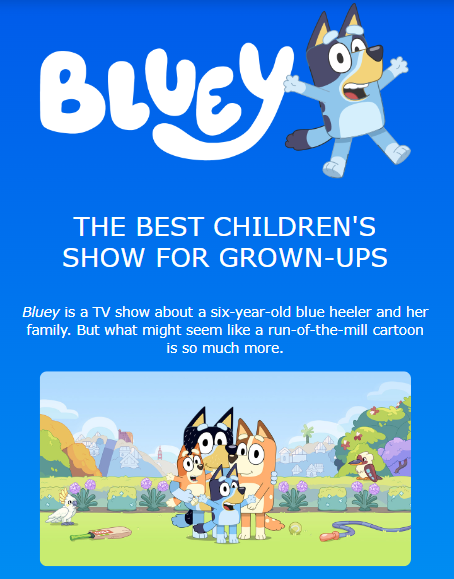 BLUEY
THE BEST CHILDREN'S
SHOW FOR GROWN-UPS
Bluey is a TV show about a six-year-old blue heeler and her
family. But what might seem like a run-of-the-mill cartoon
is so much more.